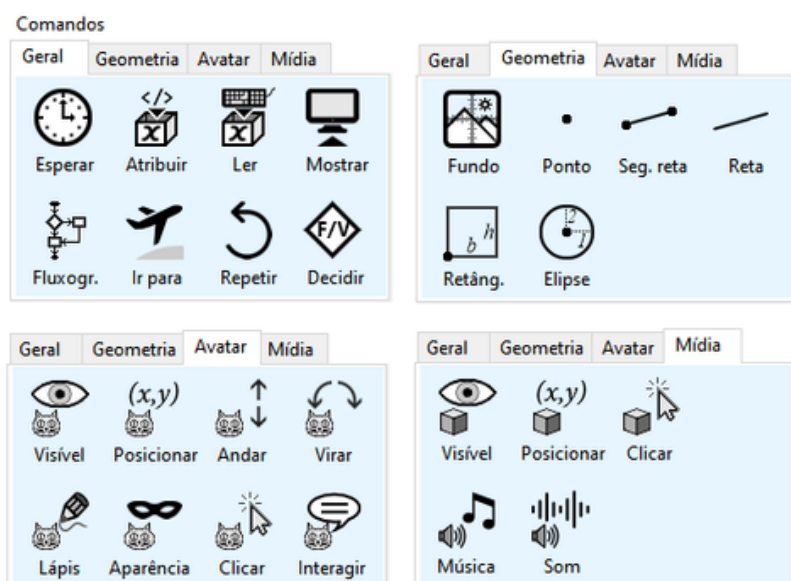 Comandos
Geral Geometria Avatar Mídia
</>
x x
Esperar Atribuir Ler Mostrar
F/V
Fluxogr. Ir para Repetir Decidir
Geral Geometria Avatar Mídia
Fundo Ponto Seg. reta Reta
b h 2 1
Retâng. Elipse
Geral Geometria Avatar Mídia
(x,y)
Visível Posicionar Andar Virar
Lápis Aparência Clicar Interagir
Geral Geometria Avatar Mídia
(x,y)
Visível Posicionar Clicar
Música Som